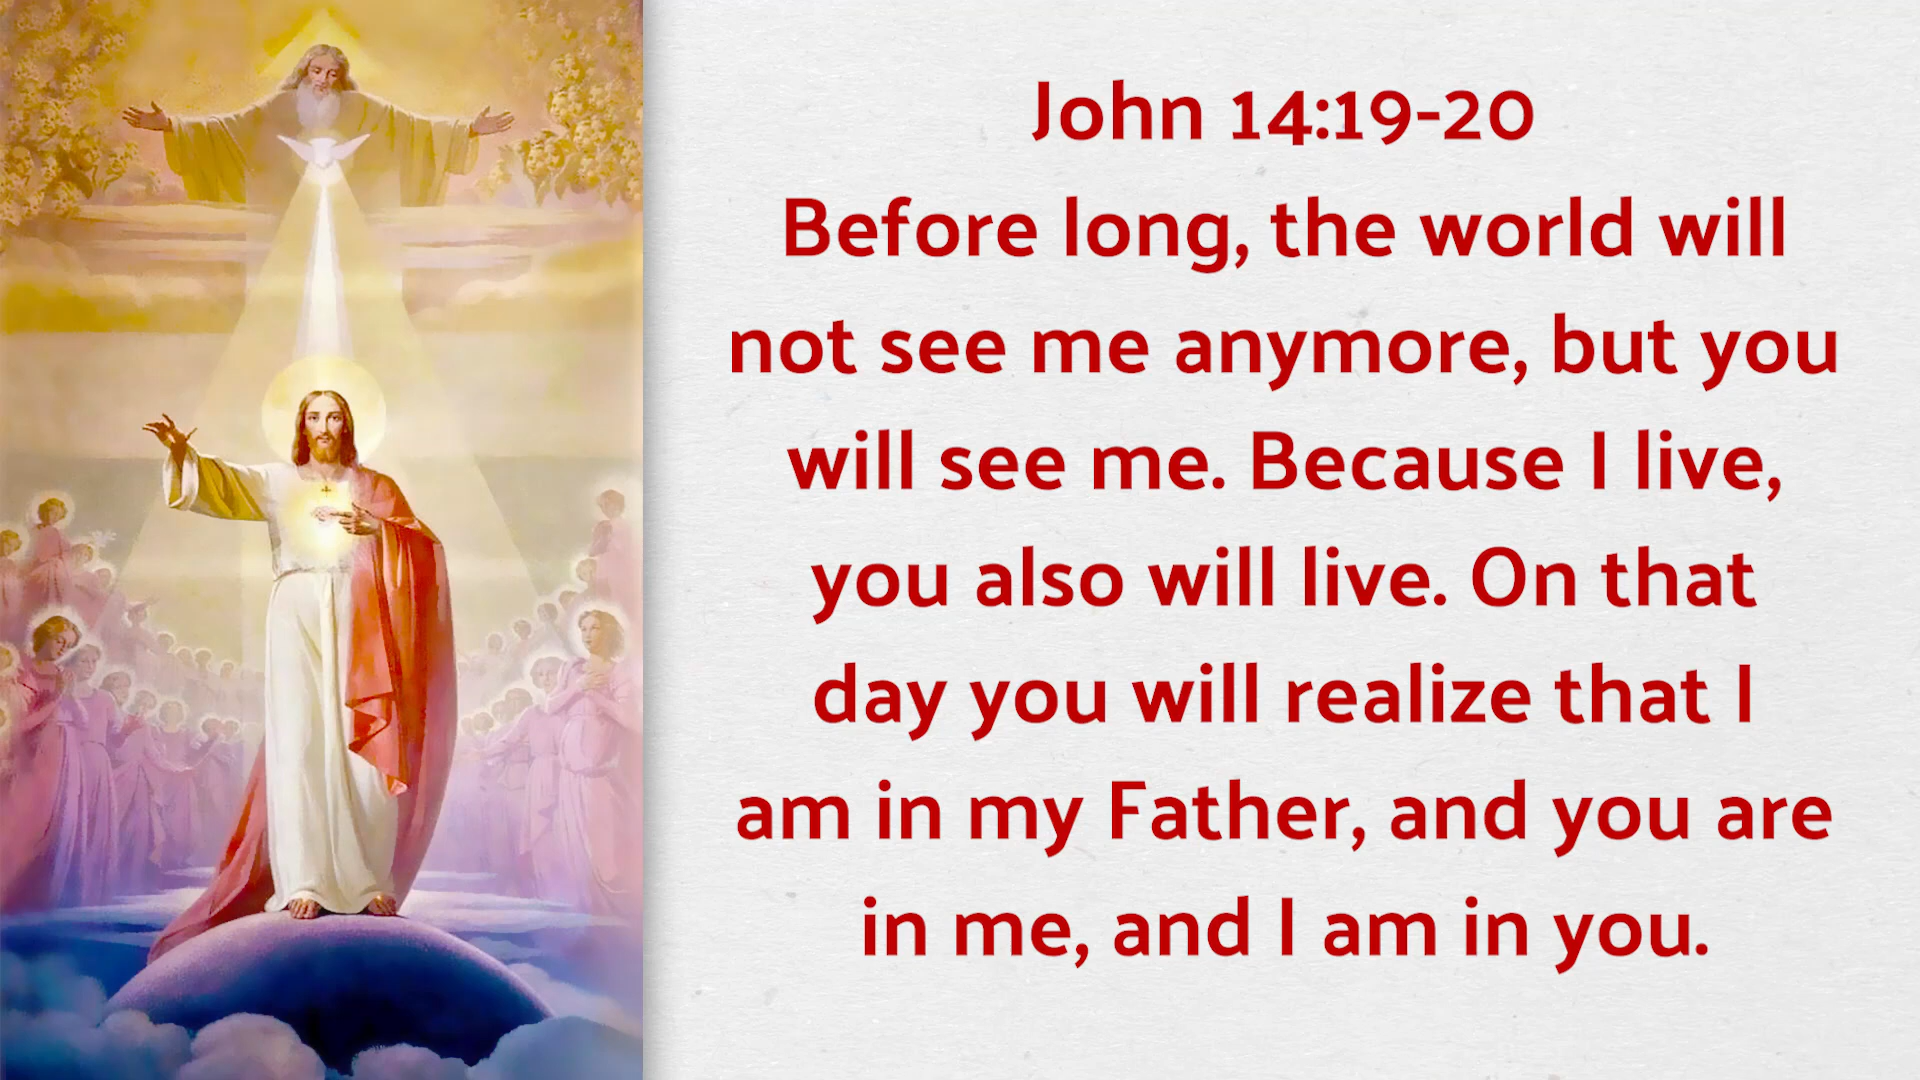 John 14:19-20
Before long, the world will
not see me anymore, but you
will see me. Because I live,
you also will live. On that
day you will realize that I
am in my Father, and you are
in me, and I am in you.